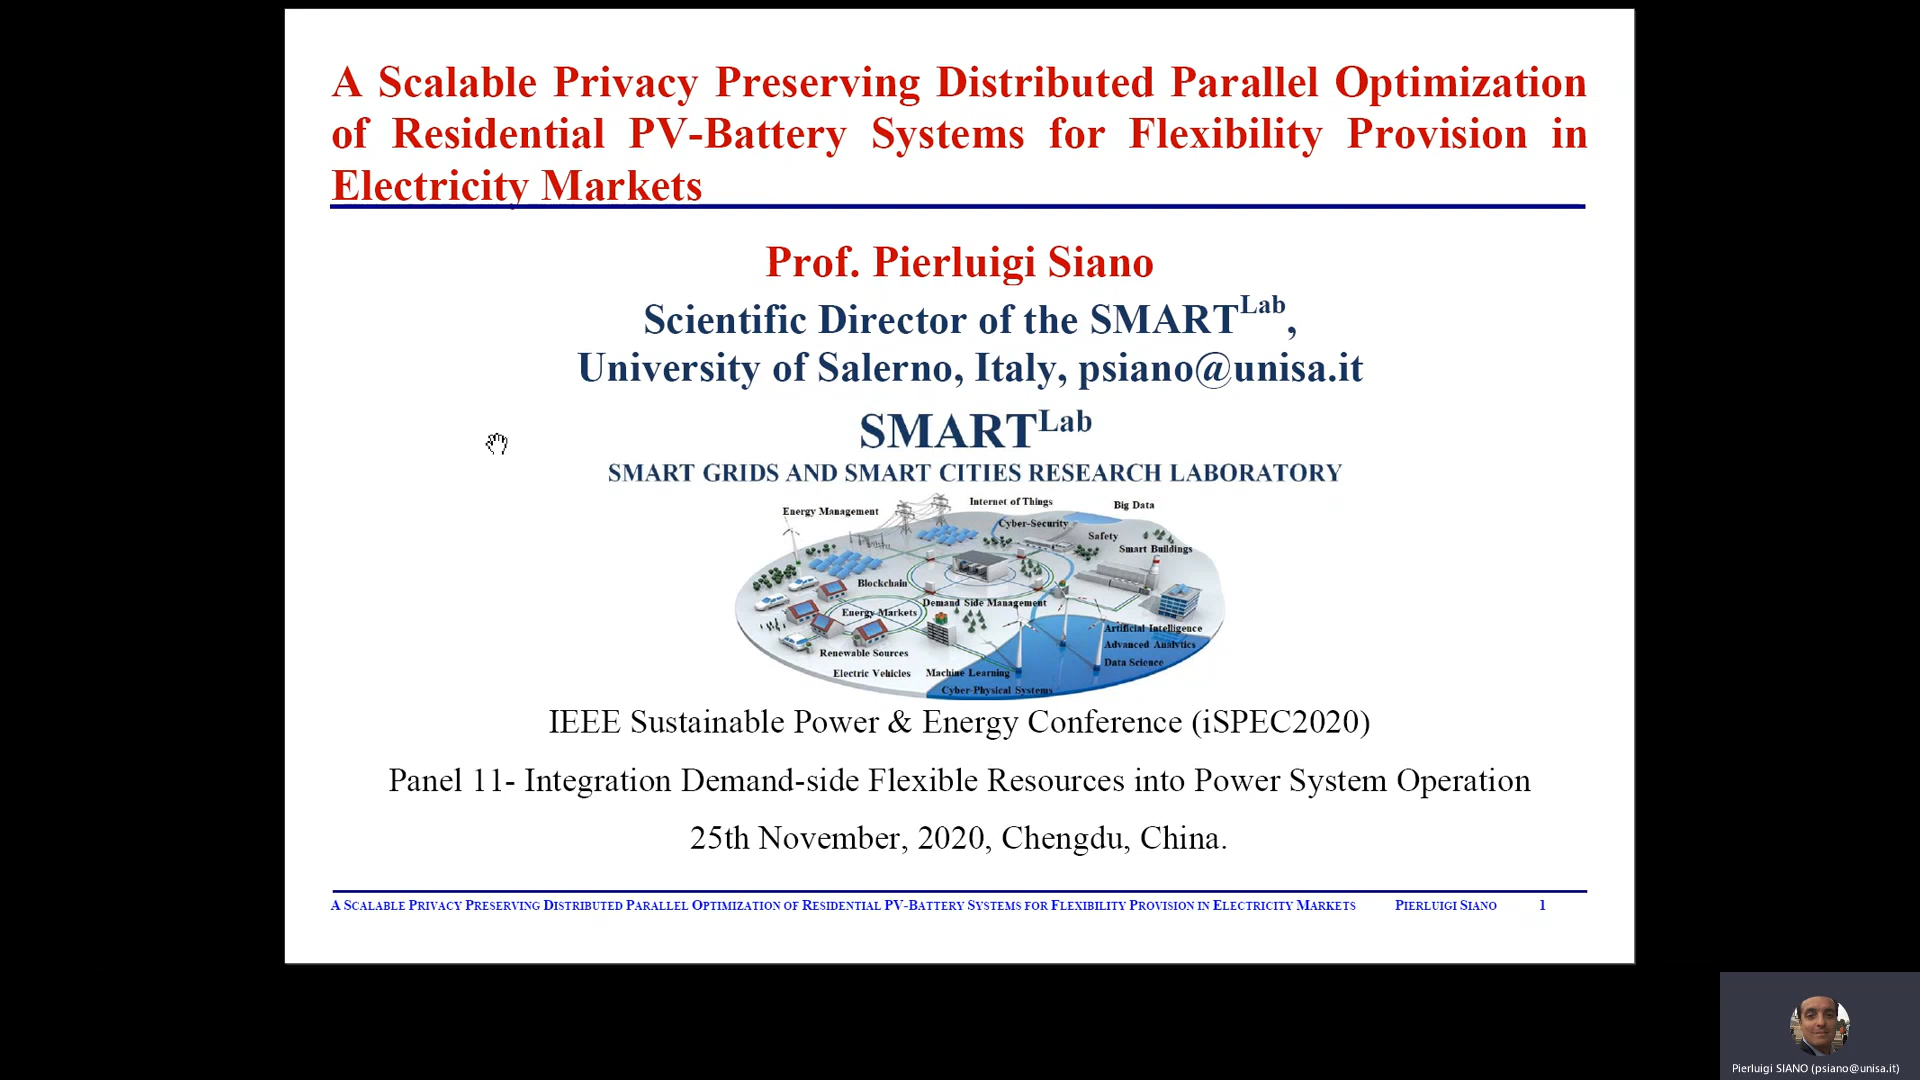 A Scalable Privacy Preserving Distributed Parallel Optimization
of Residential PV-Battery Systems for Flexibility Provision in
Electricity Markets
Prof. Pierluigi Siano
Scientific Director of the SMARTLab,
University of Salerno, Italy, psiano@unisa.it
SMARTLab
SMART GRIDS AND SMART CITIES RESEARCH LABORATORY
Internet of Things
Big Data
Energy Management
Cyber-Security
Safety
Smart Buildings
Blockchain
Demand Side Management
Energy Markets
Artificial Intelligence
Advanced Analytics
Renewable Sources
Data Science
Electric Vehicles
Machine Learning
Cyber-Physical Systems
IEEE Sustainable Power & Energy Conference (iSPEC2020)
Panel 11- Integration Demand-side Flexible Resources into Power System Operation
25th November, 2020, Chengdu, China.
A SCALABLE PRIVACY PRESERVING DISTRIBUTED PARALLEL OPTIMIZATION OF RESIDENTIAL PV-BATTERY SYSTEMS FOR FLEXIBILITY PROVISION IN ELECTRICITY MARKETS PIERLUIGI SIANO 1
Pierluigi SIANO (psiano@unisa.it)